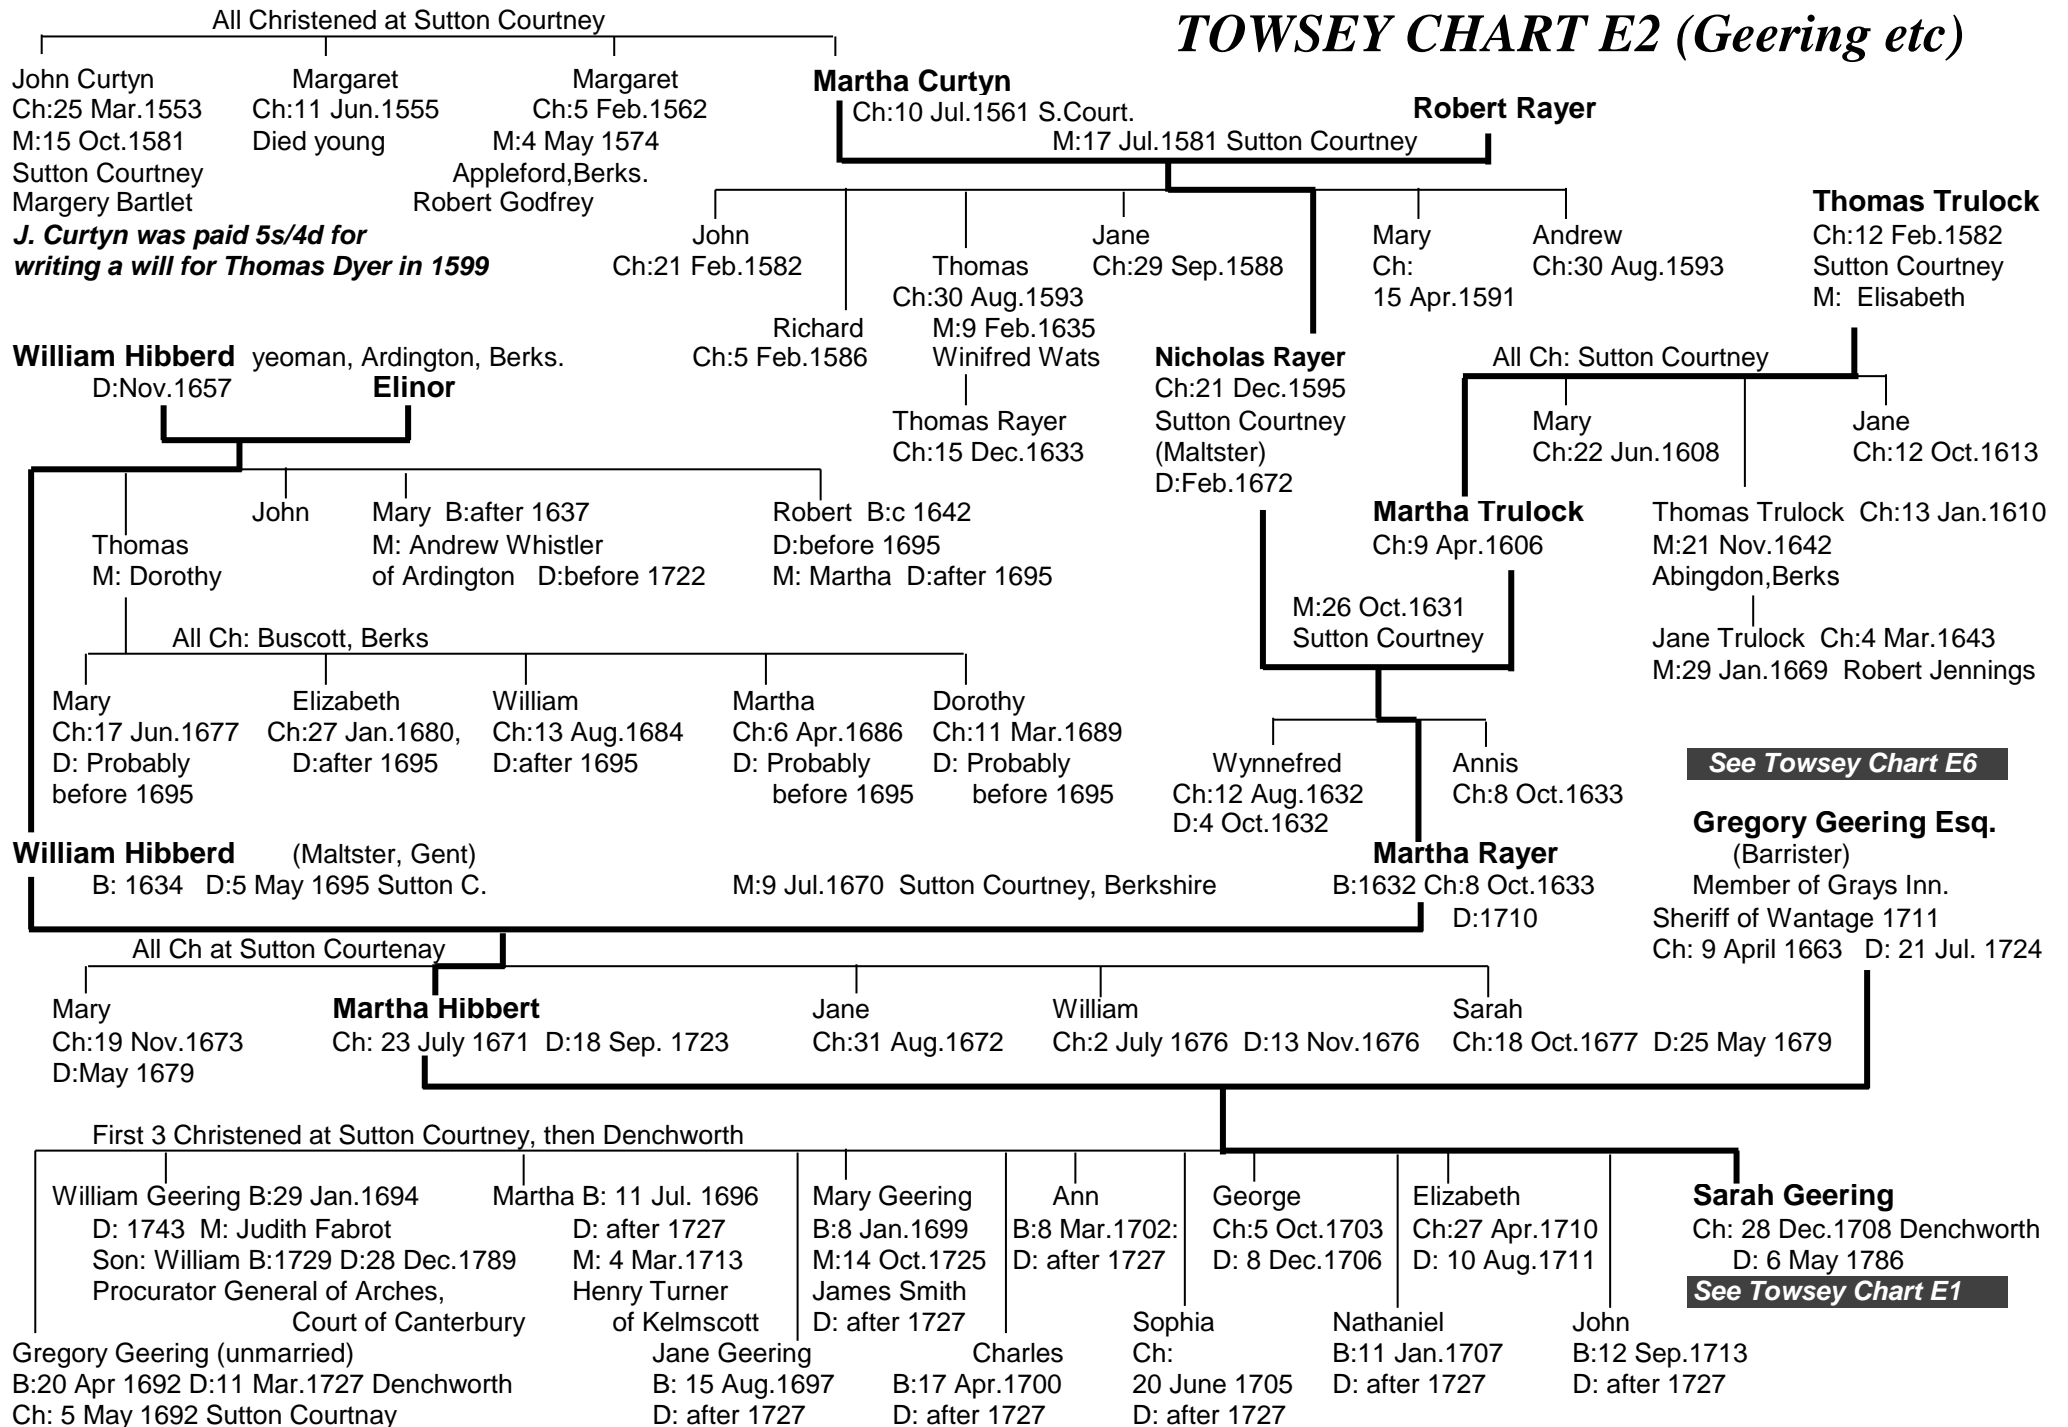 TOWSEY CHART E2 (Geering etc)
All Christened at Sutton Courtney
John Curtyn
Ch:25 Mar.1553
M:15 Oct.1581
Sutton Courtney
Margery Bartlet
J. Curtyn was paid 5s/4d for
writing a will for Thomas Dyer in 1599
Margaret
Ch:11 Jun.1555
Died young
Margaret
Ch:5 Feb.1562
M:4 May 1574
Appleford,Berks.
Robert Godfrey
Martha Curtyn
Ch:10 Jul.1561 S.Court.
Robert Rayer
M:17 Jul.1581 Sutton Courtney
John
Ch:21 Feb.1582
Richard
Ch:5 Feb.1586
Thomas
Ch:30 Aug.1593
M:9 Feb.1635
Winifred Wats
Thomas Rayer
Ch:15 Dec.1633
Jane
Ch:29 Sep.1588
Nicholas Rayer
Ch:21 Dec.1595
Sutton Courtney
(Maltster)
D:Feb.1672
Mary
Ch:
15 Apr.1591
Andrew
Ch:30 Aug.1593
Thomas Trulock
Ch:12 Feb.1582
Sutton Courtney
M: Elisabeth
All Ch: Sutton Courtney
Martha Trulock
Ch:9 Apr.1606
Mary
Ch:22 Jun.1608
Thomas Trulock Ch:13 Jan.1610
M:21 Nov.1642
Abingdon,Berks
Jane Trulock Ch:4 Mar.1643
M:29 Jan.1669 Robert Jennings
Jane
Ch:12 Oct.1613
M:26 Oct.1631
Sutton Courtney
William Hibberd yeoman, Ardington, Berks.
D:Nov.1657
Elinor
Thomas
M: Dorothy
John
Mary B:after 1637
M: Andrew Whistler
of Ardington D:before 1722
Robert B:c 1642
D:before 1695
M: Martha D:after 1695
All Ch: Buscott, Berks
Mary
Ch:17 Jun.1677
D: Probably
before 1695
Elizabeth
Ch:27 Jan.1680,
D:after 1695
William
Ch:13 Aug.1684
D:after 1695
Martha
Ch:6 Apr.1686
D: Probably
before 1695
Dorothy
Ch:11 Mar.1689
D: Probably
before 1695
Wynnefred
Ch:12 Aug.1632
D:4 Oct.1632
Annis
Ch:8 Oct.1633
See Towsey Chart E6
Gregory Geering Esq.
(Barrister)
Member of Grays Inn.
Sheriff of Wantage 1711
Ch: 9 April 1663 D: 21 Jul. 1724
William Hibberd (Maltster, Gent)
B: 1634 D:5 May 1695 Sutton C.
M:9 Jul.1670 Sutton Courtney, Berkshire
Martha Rayer
B:1632 Ch:8 Oct.1633
D:1710
All Ch at Sutton Courtenay
Mary
Ch:19 Nov.1673
D:May 1679
Martha Hibbert
Ch: 23 July 1671 D:18 Sep. 1723
Jane
Ch:31 Aug.1672
William
Ch:2 July 1676 D:13 Nov.1676
Sarah
Ch:18 Oct.1677 D:25 May 1679
First 3 Christened at Sutton Courtney, then Denchworth
William Geering B:29 Jan.1694
D: 1743 M: Judith Fabrot
Son: William B:1729 D:28 Dec.1789
Procurator General of Arches,
Court of Canterbury
Martha B: 11 Jul. 1696
D: after 1727
M: 4 Mar.1713
Henry Turner
of Kelmscott
Mary Geering
B:8 Jan.1699
M:14 Oct.1725
James Smith
D: after 1727
Ann
B:8 Mar.1702:
D: after 1727
George
Ch:5 Oct.1703
D: 8 Dec.1706
Elizabeth
Ch:27 Apr.1710
D: 10 Aug.1711
Sarah Geering
Ch: 28 Dec.1708 Denchworth
D: 6 May 1786
See Towsey Chart E1
Gregory Geering (unmarried)
B:20 Apr 1692 D:11 Mar.1727 Denchworth
Ch: 5 May 1692 Sutton Courtnay
Jane Geering
B: 15 Aug.1697
D: after 1727
Charles
B:17 Apr.1700
D: after 1727
Sophia
Ch:
20 June 1705
D: after 1727
Nathaniel
B:11 Jan.1707
D: after 1727
John
B:12 Sep.1713
D: after 1727